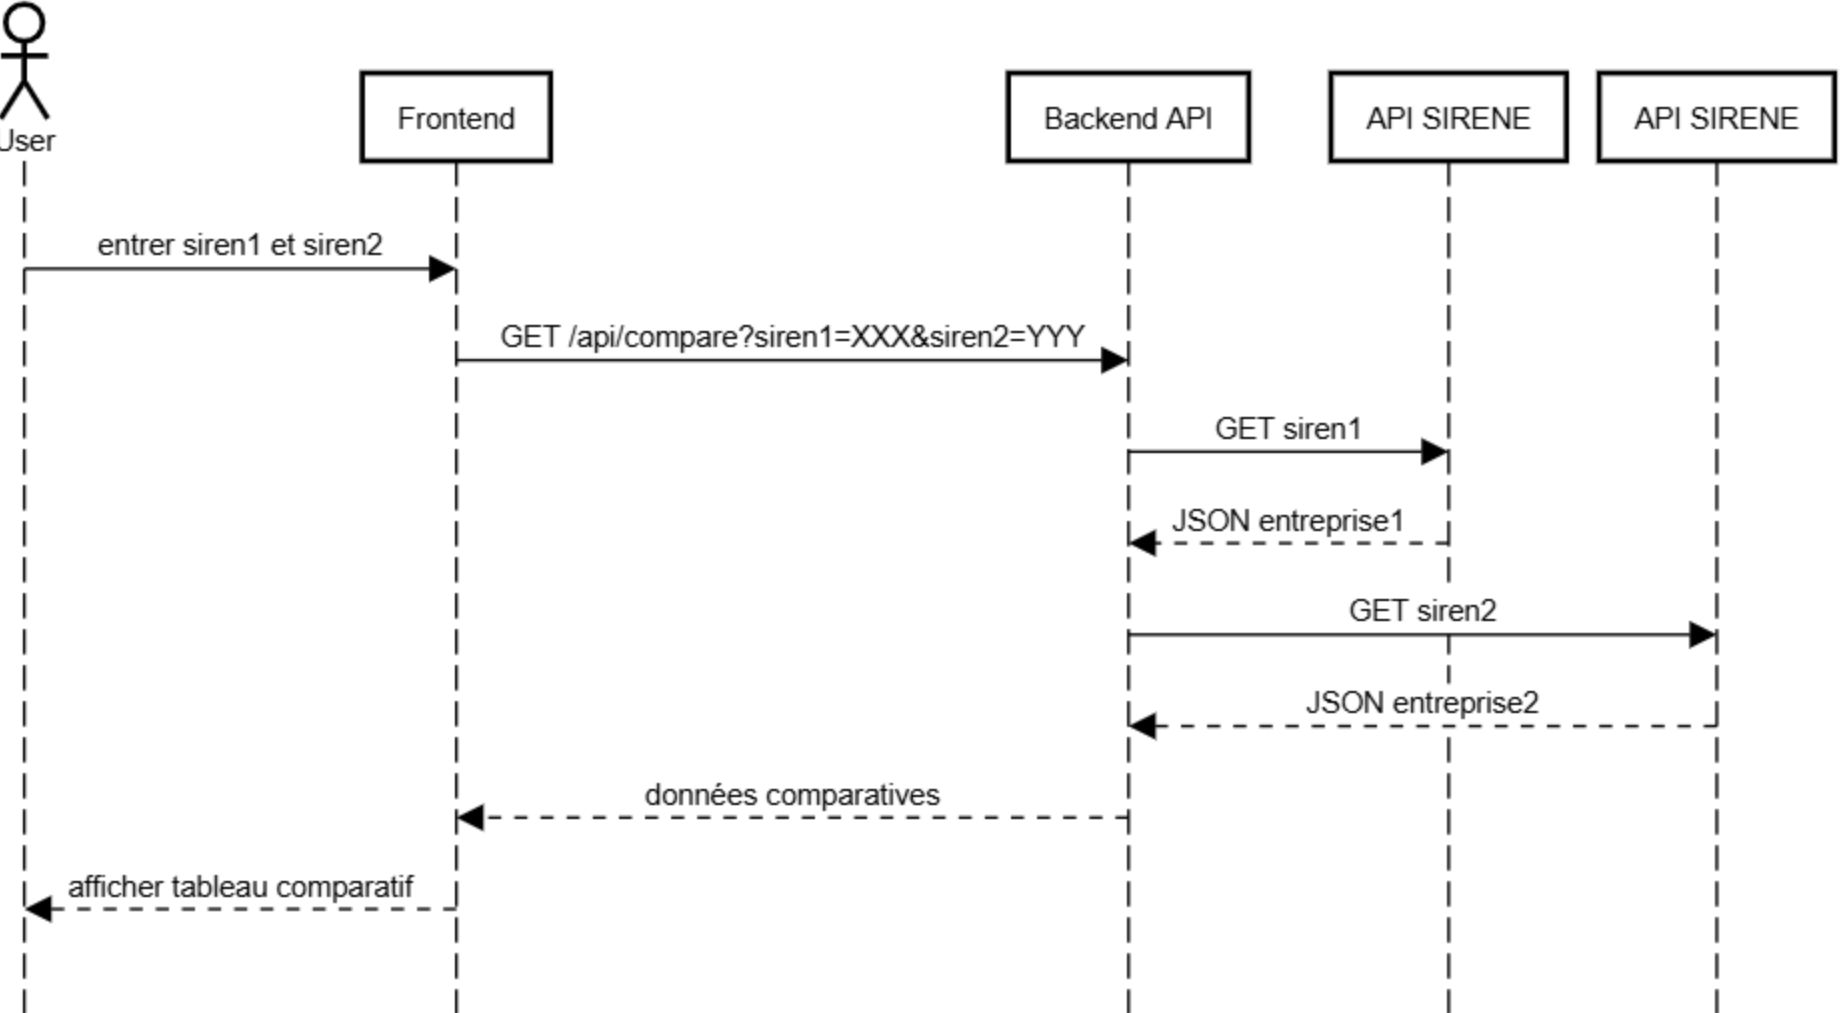 User
Frontend
Backend API
API SIRENE
API SIRENE
entrer siren1 et siren2
GET /api/compare?siren1=XXX&siren2=YYY
GET siren1
JSON entreprise1
GET siren2
JSON entreprise2
données comparatives
afficher tableau comparatif